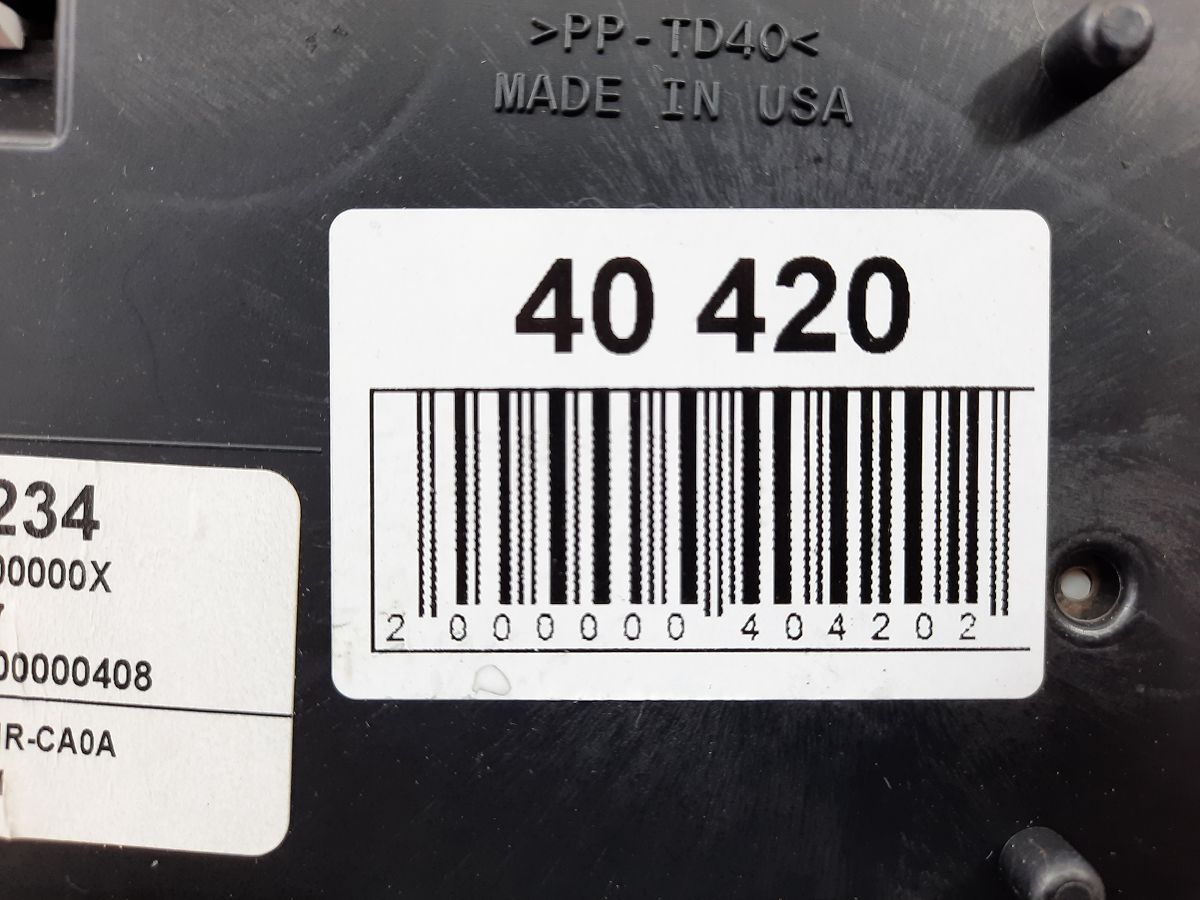 >PP-TD40<
MADE IN USA
40 420
2 000000 404202
234
00000X
00000408
R-CA0A